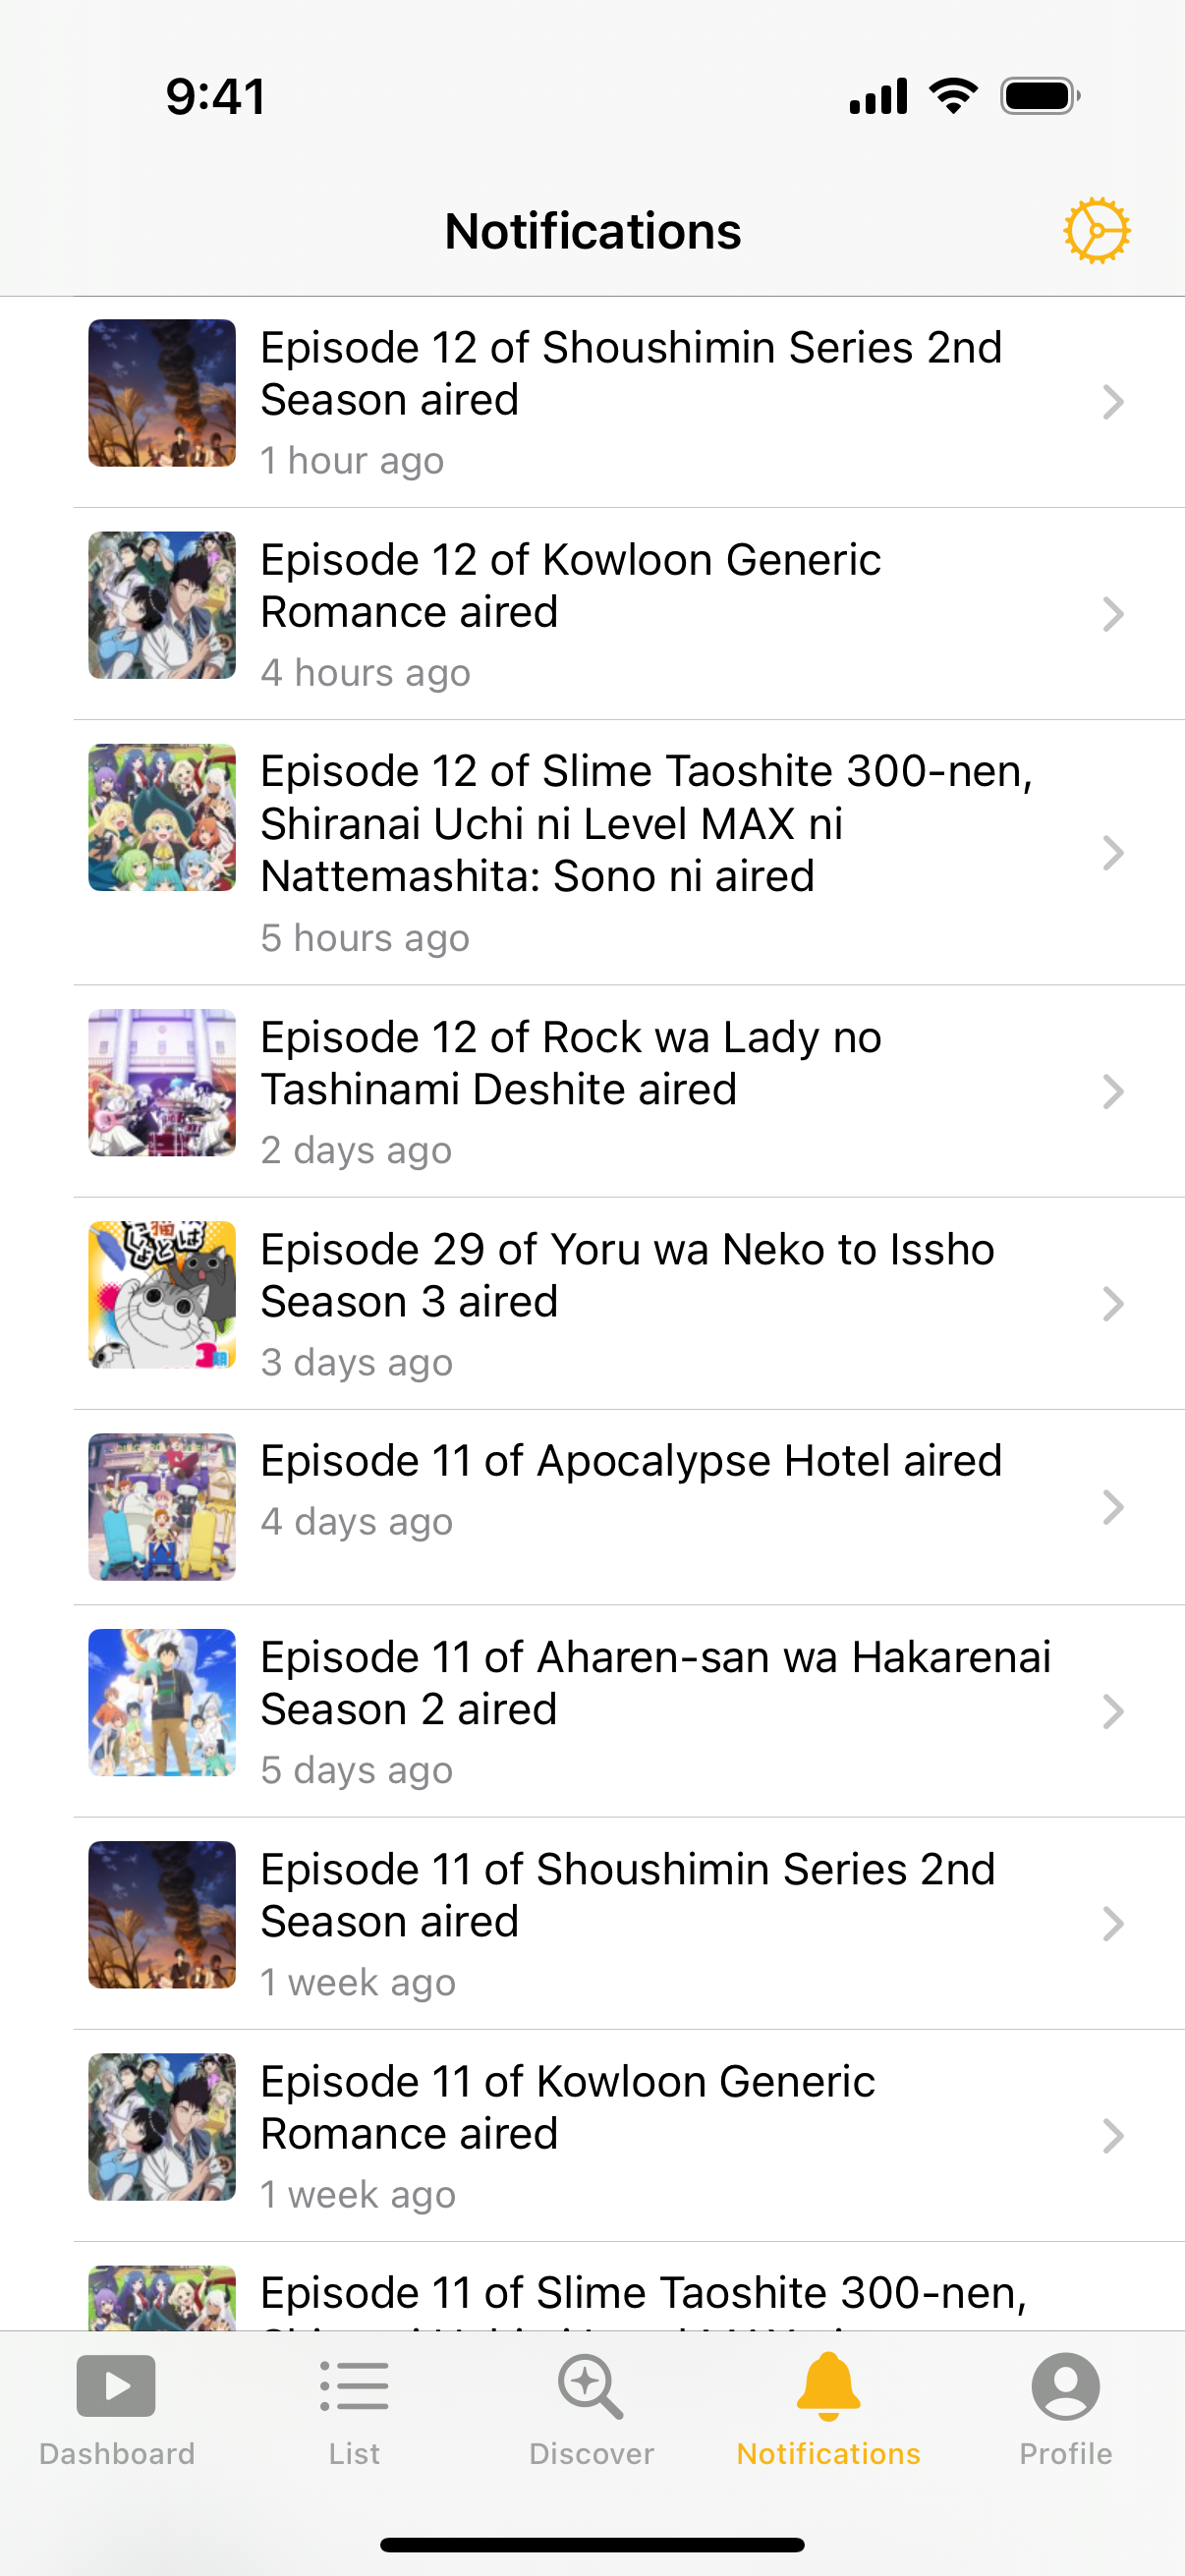 9:41
Notifications
Episode 12 of Shoushimin Series 2nd
Season aired
1 hour ago
Episode 12 of Kowloon Generic
Romance aired
4 hours ago
Episode 12 of Slime Taoshite 300-nen,
Shiranai Uchi ni Level MAX ni
Nattemashita: Sono ni aired
5 hours ago
Episode 12 of Rock wa Lady no
Tashinami Deshite aired
2 days ago
Episode 29 of Yoru wa Neko to Issho
Season 3 aired
3 days ago
Episode 11 of Apocalypse Hotel aired
4 days ago
Episode 11 of Aharen-san wa Hakarenai
Season 2 aired
5 days ago
Episode 11 of Shoushimin Series 2nd
Season aired
1 week ago
Episode 11 of Kowloon Generic
Romance aired
1 week ago
Episode 11 of Slime Taoshite 300-nen,
Dashboard
List
Discover
Notifications
Profile